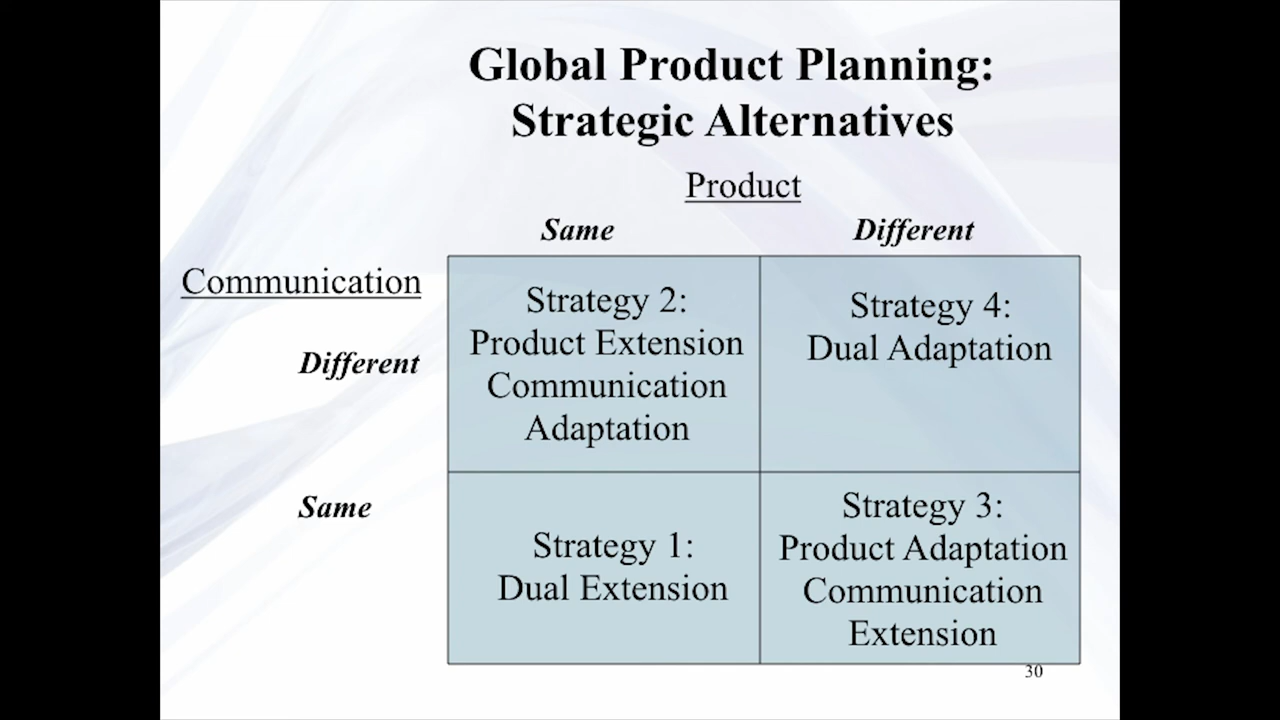 Global Product Planning:
Strategic Alternatives
Product
Same
Different
Communication
Different
Same
Strategy 2:
Product Extension
Communication
Adaptation
Strategy 4:
Dual Adaptation
Strategy 1:
Dual Extension
Strategy 3:
Product Adaptation
Communication
Extension
30